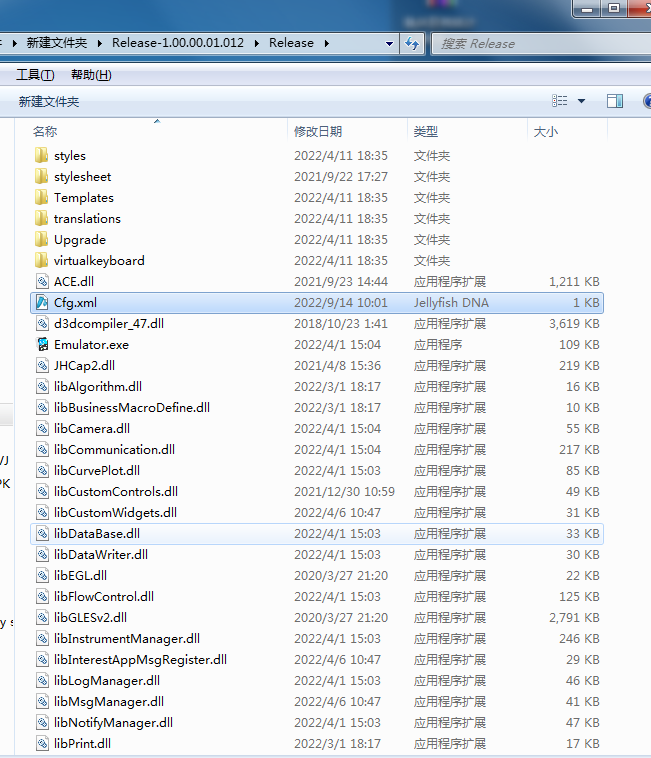 新建文件夹 Release-1.00.00.01.012 Release 搜索 Release
工具(T) 帮助(H)
新建文件夹
名称 修改日期 类型 大小
styles 2022/4/11 18:35 文件夹
stylesheet 2021/9/22 17:27 文件夹
Templates 2022/4/11 18:35 文件夹
translations 2022/4/11 18:35 文件夹
Upgrade 2022/4/11 18:35 文件夹
virtualkeyboard 2022/4/11 18:35 文件夹
ACE.dll 2021/9/23 14:44 应用程序扩展 1,211 KB
Cfg.xml 2022/9/14 10:01 Jellyfish DNA 1 KB
d3dcompiler_47.dll 2018/10/23 1:41 应用程序扩展 3,619 KB
Emulator.exe 2022/4/1 15:04 应用程序 109 KB
JHCap2.dll 2021/4/8 15:36 应用程序扩展 219 KB
libAlgorithm.dll 2022/3/1 18:17 应用程序扩展 16 KB
libBusinessMacroDefine.dll 2022/3/1 18:17 应用程序扩展 10 KB
libCamera.dll 2022/4/1 15:04 应用程序扩展 55 KB
libCommunication.dll 2022/4/1 15:04 应用程序扩展 217 KB
VJ libCurvePlot.dll 2022/4/1 15:03 应用程序扩展 85 KB
PK libCustomControls.dll 2021/12/30 10:59 应用程序扩展 49 KB
libCustomWidgets.dll 2022/4/6 10:47 应用程序扩展 31 KB
libDataBase.dll 2022/4/1 15:03 应用程序扩展 33 KB
libDataWriter.dll 2022/4/1 15:03 应用程序扩展 30 KB
libEGL.dll 2020/3/27 21:20 应用程序扩展 22 KB
libFlowControl.dll 2022/4/1 15:03 应用程序扩展 125 KB
y s libGLESv2.dll 2020/3/27 21:20 应用程序扩展 2,791 KB
libInstrumentManager.dll 2022/4/1 15:03 应用程序扩展 246 KB
libInterestAppMsgRegister.dll 2022/4/6 10:47 应用程序扩展 29 KB
libLogManager.dll 2022/4/1 15:03 应用程序扩展 46 KB
libMsgManager.dll 2022/4/6 10:47 应用程序扩展 41 KB
libNotifyManager.dll 2022/4/1 15:03 应用程序扩展 47 KB
libPrint.dll 2022/3/1 18:17 应用程序扩展 17 KB